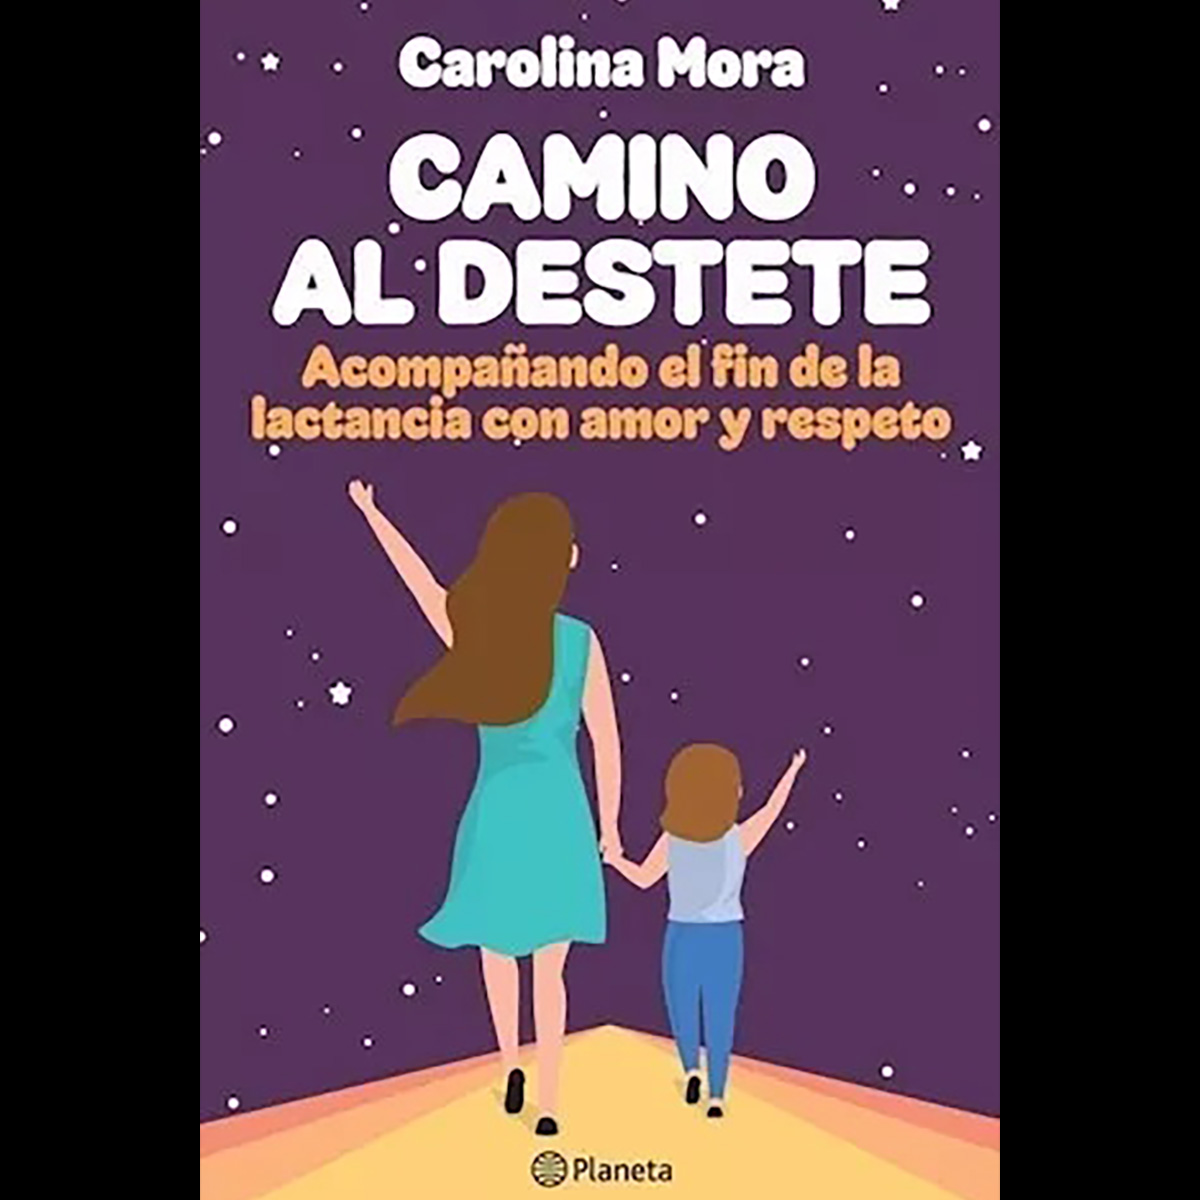 Carolina Mora
CAMINO
AL DESTETE
Acompañando el fin de la
lactancia con amor y respeto
Planeta